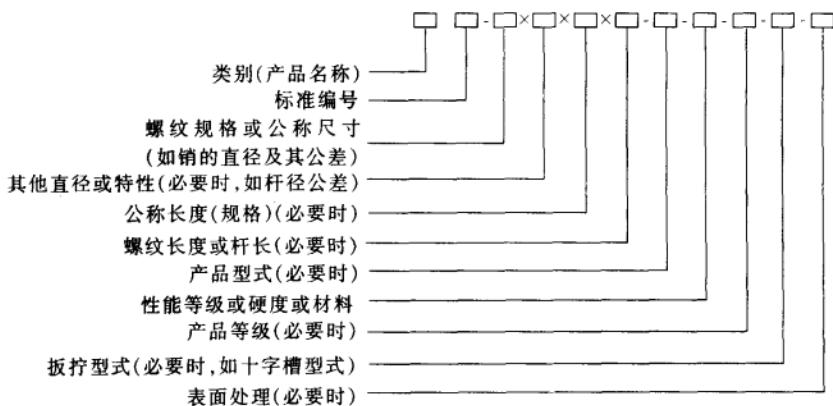 □ □-□×□×□×□-□-□-□-□-□
类别(产品名称)
标准编号
螺纹规格或公称尺寸
(如销的直径及其公差)
其他直径或特性(必要时,如杆径公差)
公称长度(规格)(必要时)
螺纹长度或杆长(必要时)
产品型式(必要时)
性能等级或硬度或材料
产品等级(必要时)
扳拧型式(必要时,如十字槽型式)
表面处理(必要时)